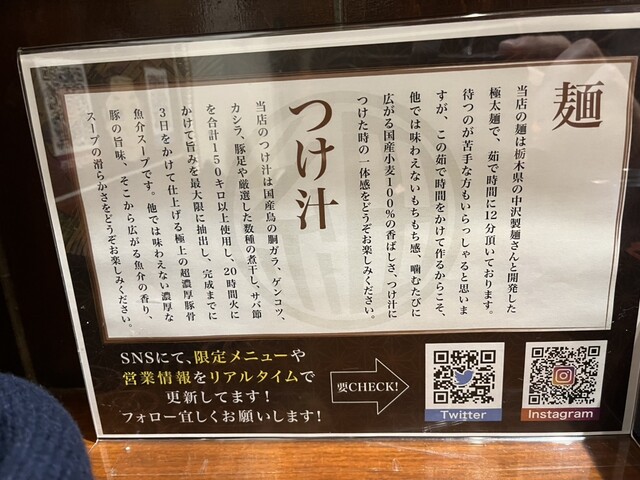 麺
当店の麺は栃木県の中沢製麺さんと開発した
極太麺で、茹で時間に12分頂いております。
待つのが苦手な方もいらっしゃると思いま
すが、この茹で時間をかけて作るからこそ、
他では味わえないもちもち感、噛むたびに
広がる国産小麦100％の香ばしさ、つけ汁に
つけた時の一体感をどうぞお楽しみください。
つけ汁
当店のつけ汁は国産鳥の胴ガラ、ゲンコツ、
カシラ、豚足や厳選した数種の煮干し、サバ節
を合計150キロ以上使用し、20時間火に
かけて旨みを最大限に抽出し、完成までに
3日をかけて仕上げる極上の超濃厚豚骨
魚介スープです。他では味わえない濃厚な
豚の旨味、そこから広がる魚介の香り、
スープの滑らかさをどうぞお楽しみください。
SNSにて、限定メニューや
営業情報をリアルタイムで
更新してます！
フォロー宜しくお願いします！
要CHECK!
Twitter
Instagram